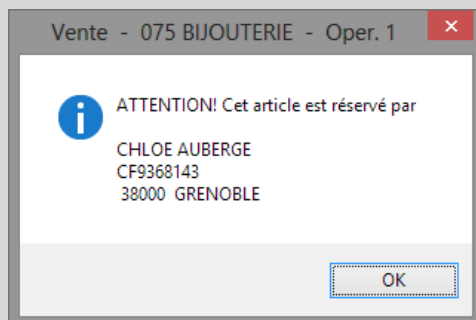 Vente - 075 BIJOUTERIE - Oper. 1
ATTENTION! Cet article est réservé par
CHLOE AUBERGE
CF9368143
38000 GRENOBLE
OK